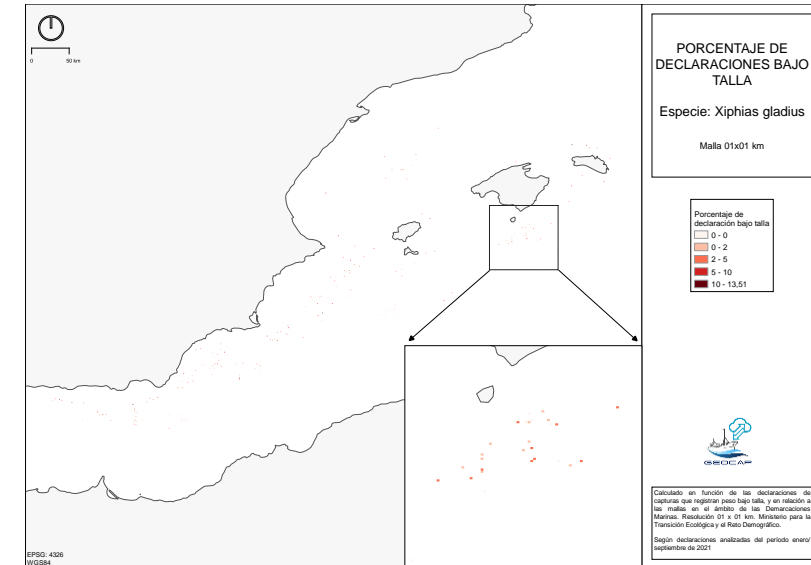 0
50 km
PORCENTAJE DE
DECLARACIONES BAJO
TALLA
Especie: Xiphias gladius
Malla 01x01 km
Porcentaje de
declaración bajo talla
0 - 0
0 - 2
2 - 5
5 - 10
10 - 13,51
GEOCAP
Calculado en función de las declaraciones de
capturas que registran peso bajo talla, y en relación a
las mallas en el ámbito de las Demarcaciones
Marinas. Resolución 01 x 01 km. Ministerio para la
Transición Ecológica y el Reto Demográfico.
Según declaraciones analizadas del periodo enero/
septiembre de 2021
EPSG: 4326
WGS84